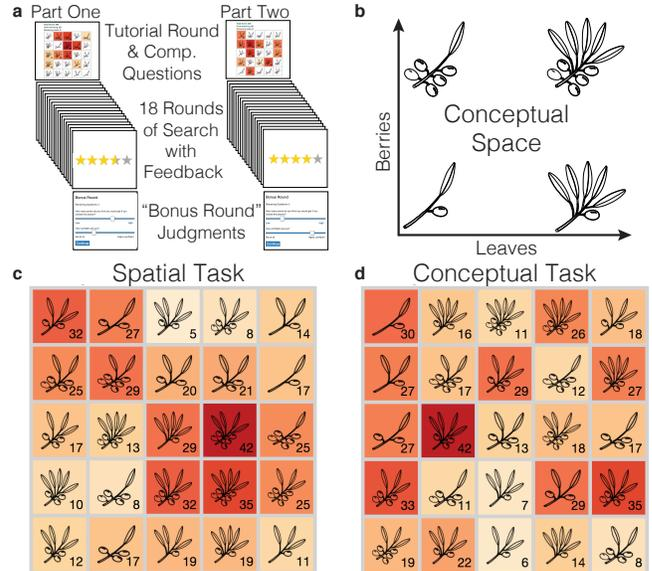 a Part One Part Two
Tutorial Round
& Comp.
Questions
18 Rounds
of Search
with
Feedback
Bonus Round
Bonus Round
"Bonus Round"
Judgments
b
Berries
Conceptual
Space
Leaves
c Spatial Task
32 27 5 8 14
25 29 20 21 17
17 13 29 42 25
10 8 32 35 25
12 17 19 19 11
d Conceptual Task
30 16 11 26 18
27 17 29 12 27
27 42 13 18 17
33 11 7 29 35
19 22 6 14 8